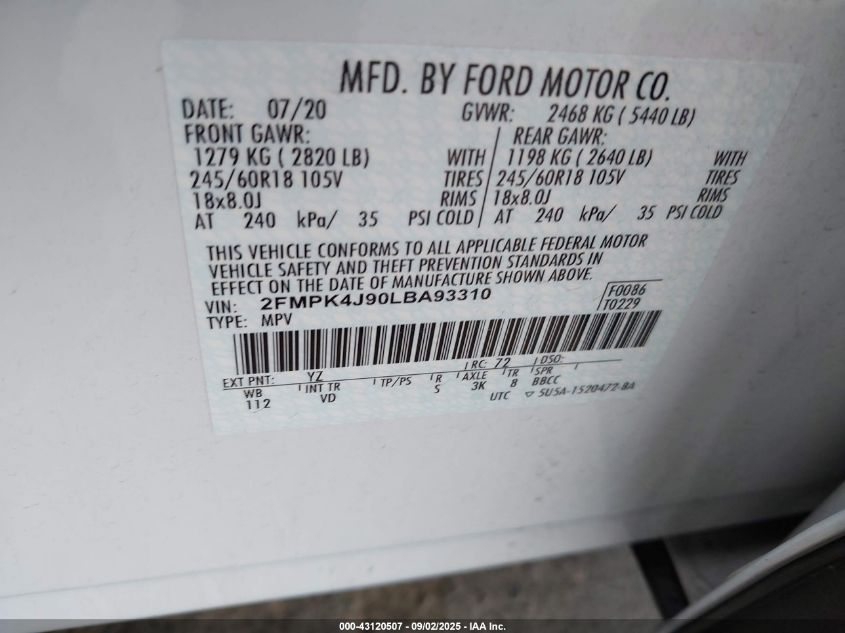 MFD. BY FORD MOTOR CO.
DATE: 07/20 GVWR: 2468 KG ( 5440 LB)
FRONT GAWR: REAR GAWR:
1279 KG ( 2820 LB) WITH 1198 KG ( 2640 LB) WITH
245/60R18 105V TIRES 245/60R18 105V TIRES
18x8.0J RIMS 18x8.0J RIMS
AT 240 kPa/ 35 PSI COLD AT 240 kPa/ 35 PSI COLD
THIS VEHICLE CONFORMS TO ALL APPLICABLE FEDERAL MOTOR
VEHICLE SAFETY AND THEFT PREVENTION STANDARDS IN
EFFECT ON THE DATE OF MANUFACTURE SHOWN ABOVE.
VIN: 2FMPK4J90LBA93310 F0086
TYPE: MPV T0229
EXT PNT: YZ RC: 72 DSO:
WB INT TR TP/PS R AXLE TR SPR
112 VD S 3K 8 BBCC
UTC ▽ 5U5A-1520472-BA
000-43120507 - 09/02/2025 - IAA Inc.